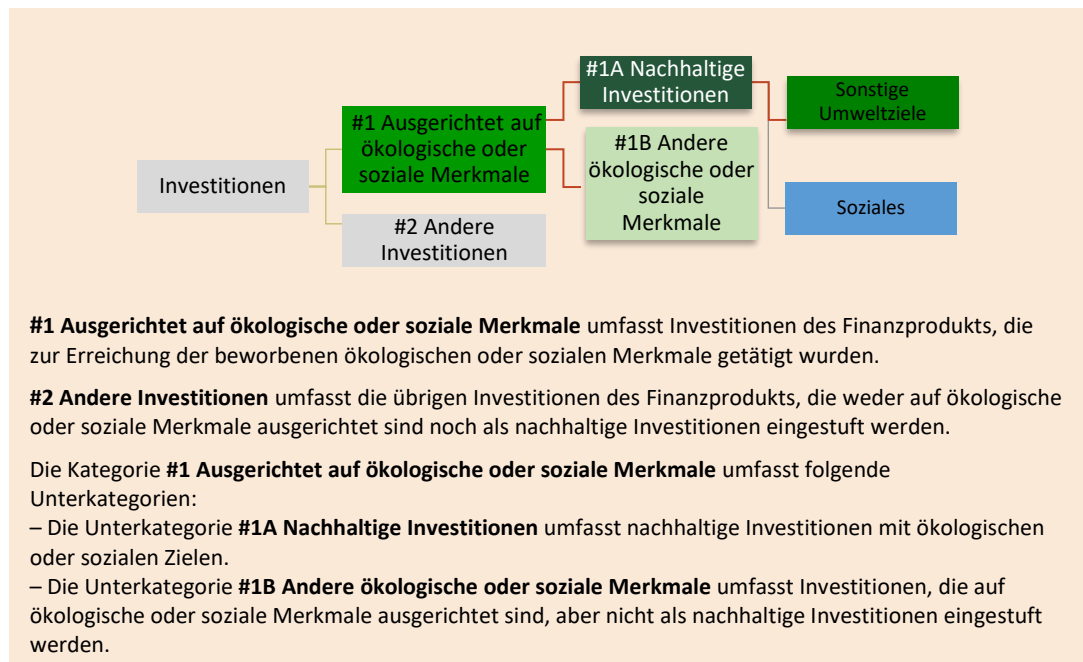 Investitionen
#1 Ausgerichtet auf
ökologische oder
soziale Merkmale
#2 Andere
Investitionen
#1A Nachhaltige
Investitionen
#1B Andere
ökologische oder
soziale
Merkmale
Sonstige
Umweltziele
Soziales
#1 Ausgerichtet auf ökologische oder soziale Merkmale umfasst Investitionen des Finanzprodukts, die
zur Erreichung der beworbenen ökologischen oder sozialen Merkmale getätigt wurden.
#2 Andere Investitionen umfasst die übrigen Investitionen des Finanzprodukts, die weder auf ökologische
oder soziale Merkmale ausgerichtet sind noch als nachhaltige Investitionen eingestuft werden.
Die Kategorie #1 Ausgerichtet auf ökologische oder soziale Merkmale umfasst folgende
Unterkategorien:
– Die Unterkategorie #1A Nachhaltige Investitionen umfasst nachhaltige Investitionen mit ökologischen
oder sozialen Zielen.
– Die Unterkategorie #1B Andere ökologische oder soziale Merkmale umfasst Investitionen, die auf
ökologische oder soziale Merkmale ausgerichtet sind, aber nicht als nachhaltige Investitionen eingestuft
werden.